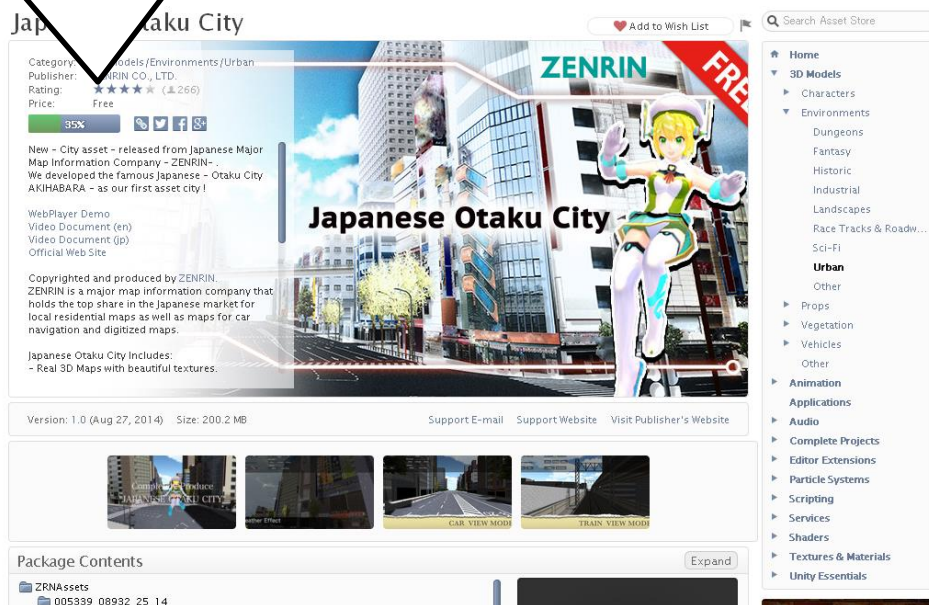 Jap aku City
Add to Wish List
Search Asset Store
Category: odels/Environments/Urban
Publisher: NRIN CO., LTD.
Rating: (266)
Price: Free
35%
New - City asset - released from Japanese Major
Map Information Company - ZENRIN- .
We developed the famous Japanese - Otaku City
AKIHABARA - as our first asset city !
WebPlayer Demo
Video Document (en)
Video Document (jp)
Official Web Site
Copyrighted and produced by ZENRIN.
ZENRIN is a major map information company that
holds the top share in the Japanese market for
local residential maps as well as maps for car
navigation and digitized maps.
Japanese Otaku City Includes:
- Real 3D Maps with beautiful textures.
ZENRIN
FREE
Japanese Otaku City
Version: 1.0 (Aug 27, 2014) Size: 200.2 MB
Support E-mail Support Website Visit Publisher's Website
JAPANESE OTAKU CITY
CAR VIEW MODE
TRAIN VIEW MODE
Package Contents
Expand
ZRNAssets
005339_08932_25_14
Home
3D Models
Characters
Environments
Dungeons
Fantasy
Historic
Industrial
Landscapes
Race Tracks & Roadw...
Sci-Fi
Urban
Other
Props
Vegetation
Vehicles
Other
Animation
Applications
Audio
Complete Projects
Editor Extensions
Particle Systems
Scripting
Services
Shaders
Textures & Materials
Unity Essentials